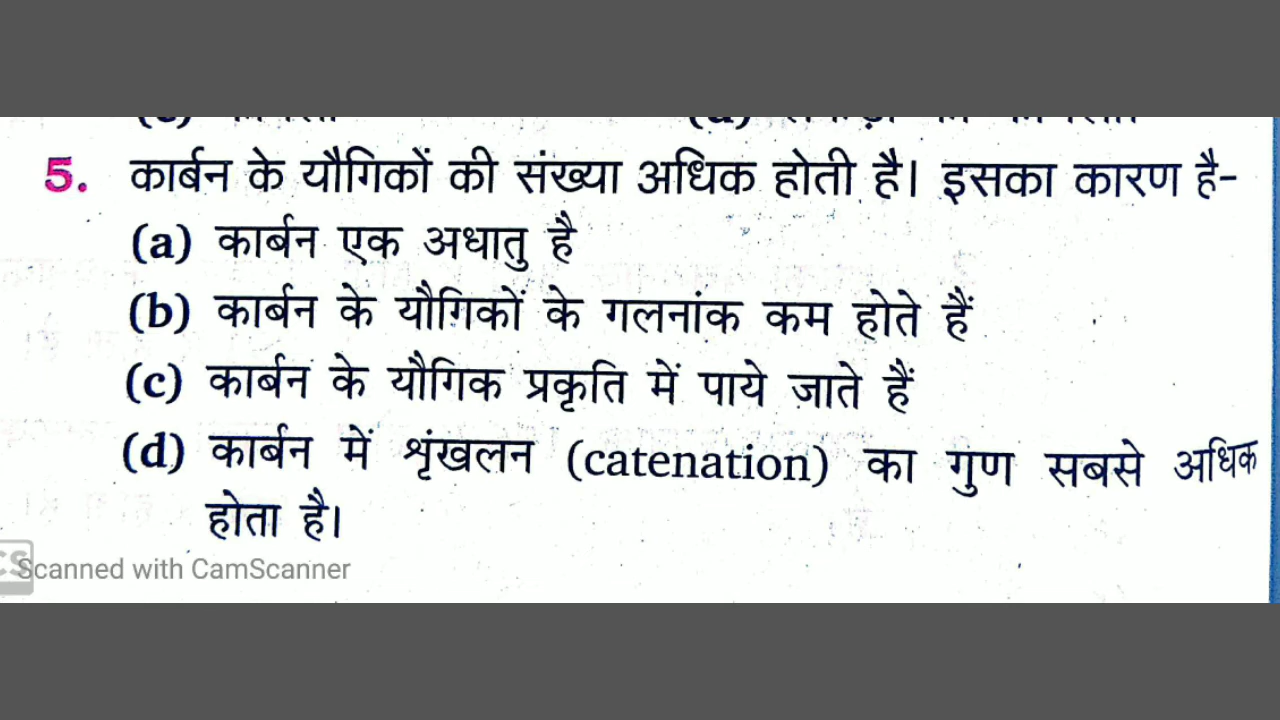 5. कार्बन के यौगिकों की संख्या अधिक होती है। इसका कारण है-
(a) कार्बन एक अधातु है
(b) कार्बन के यौगिकों के गलनांक कम होते हैं
(c) कार्बन के यौगिक प्रकृति में पाये जाते हैं
(d) कार्बन में शृंखलन (catenation) का गुण सबसे अधिक
होता है।
CS Scanned with CamScanner